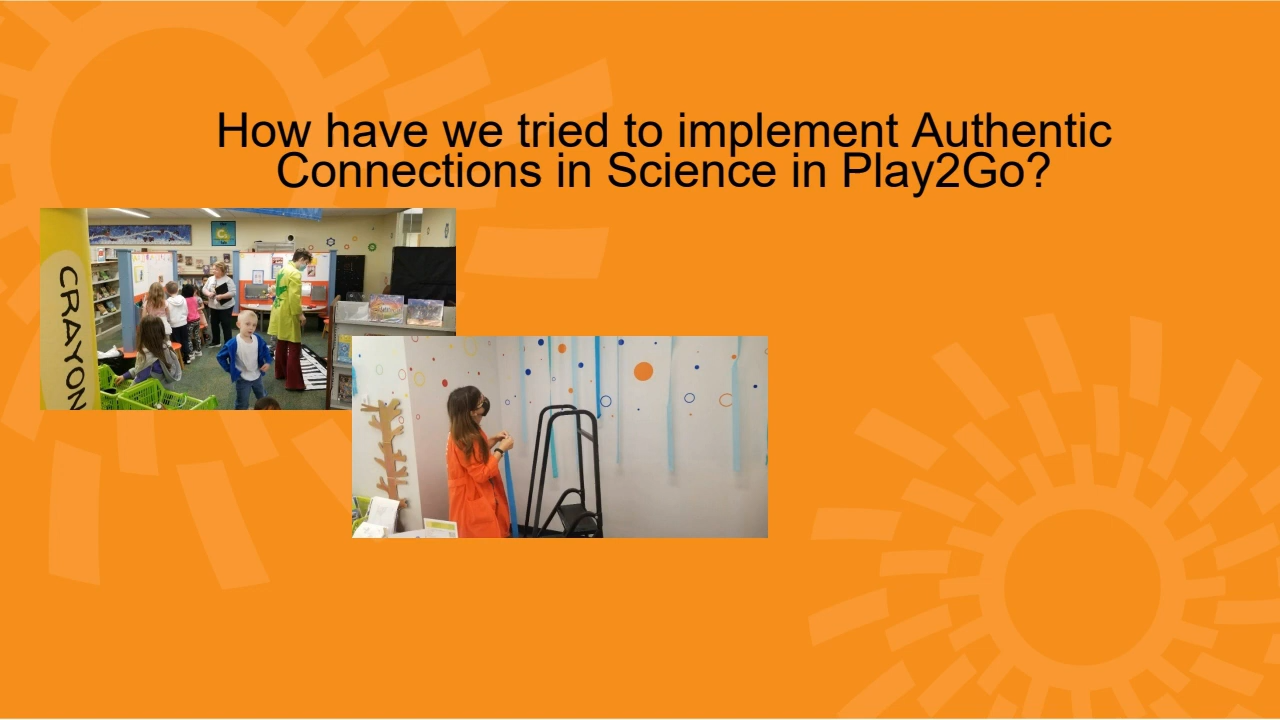 How have we tried to implement Authentic
Connections in Science in Play2Go?
CRAYON